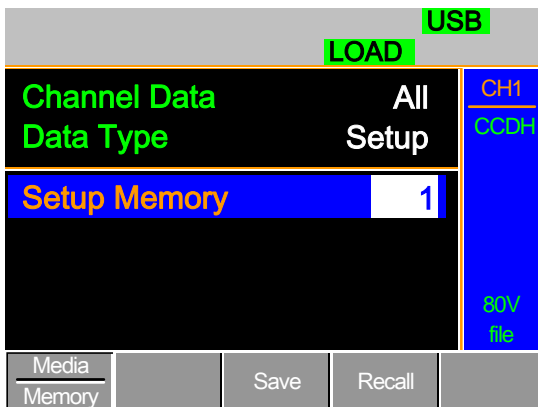 USB
LOAD
Channel Data All
Data Type Setup
Setup Memory 1
CH1
CCDH
80V
file
Media
Memory
Save
Recall